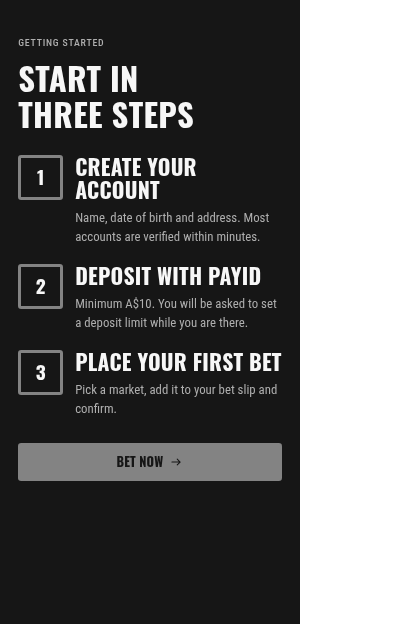 GETTING STARTED
START IN
THREE STEPS
1
CREATE YOUR
ACCOUNT
Name, date of birth and address. Most
accounts are verified within minutes.
2
DEPOSIT WITH PAYID
Minimum A$10. You will be asked to set
a deposit limit while you are there.
3
PLACE YOUR FIRST BET
Pick a market, add it to your bet slip and
confirm.
BET NOW →